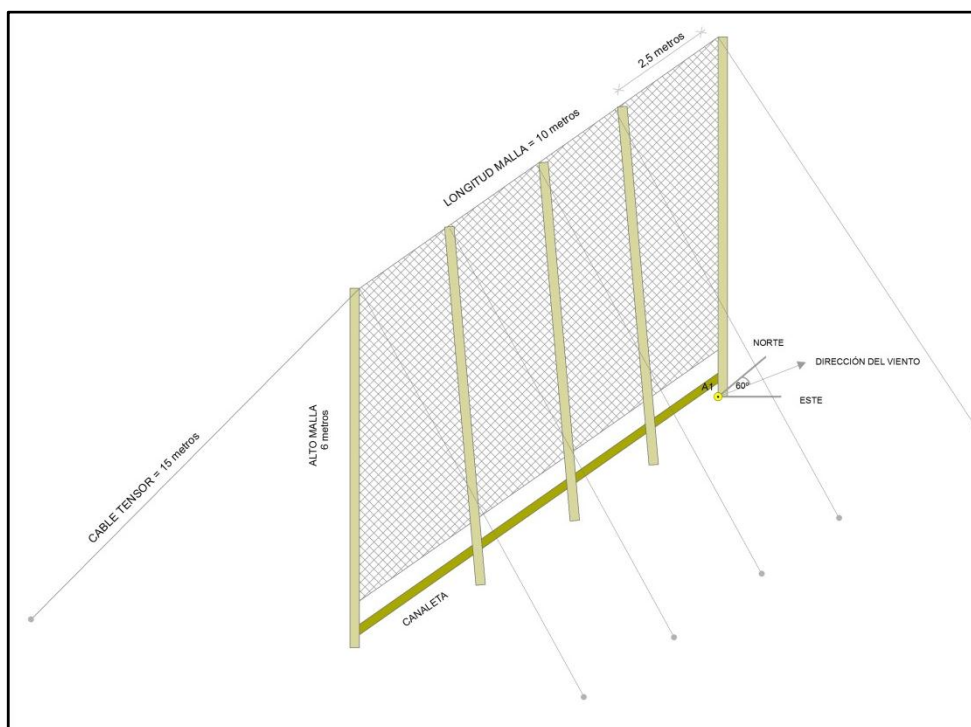 2,5 metros
LONGITUD MALLA = 10 metros
NORTE
DIRECCIÓN DEL VIENTO
A1
60º
ESTE
ALTO MALLA
6 metros
CABLE TENSOR = 15 metros
CANALETA